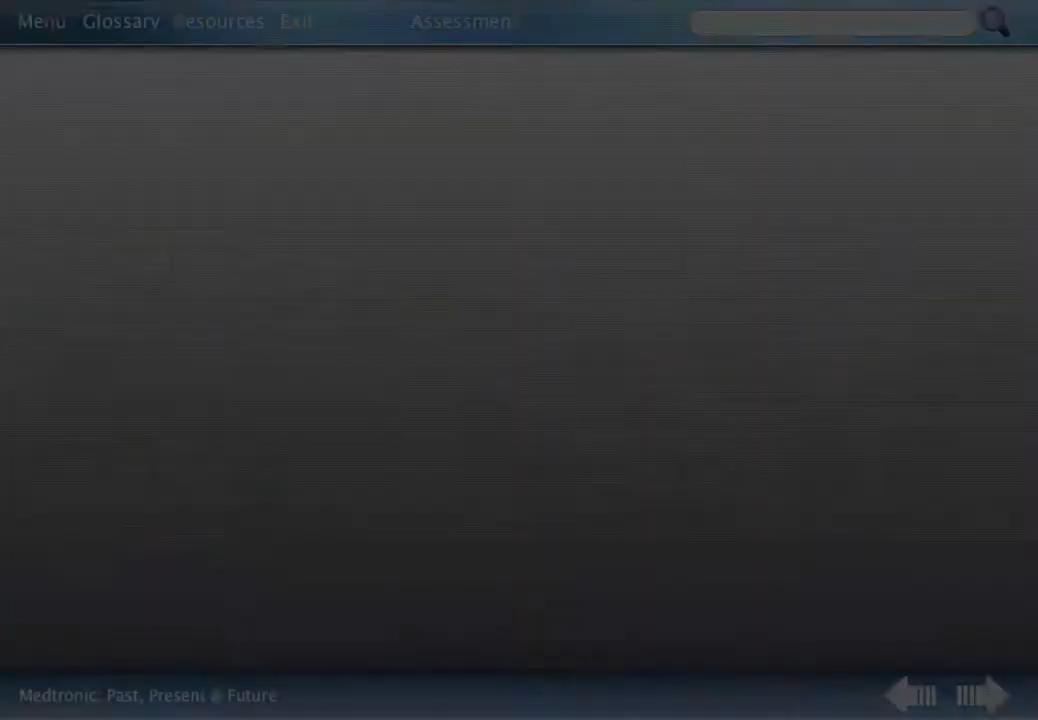 Menu Glossary Resources Exit Assessment
Medtronic: Past, Present & Future